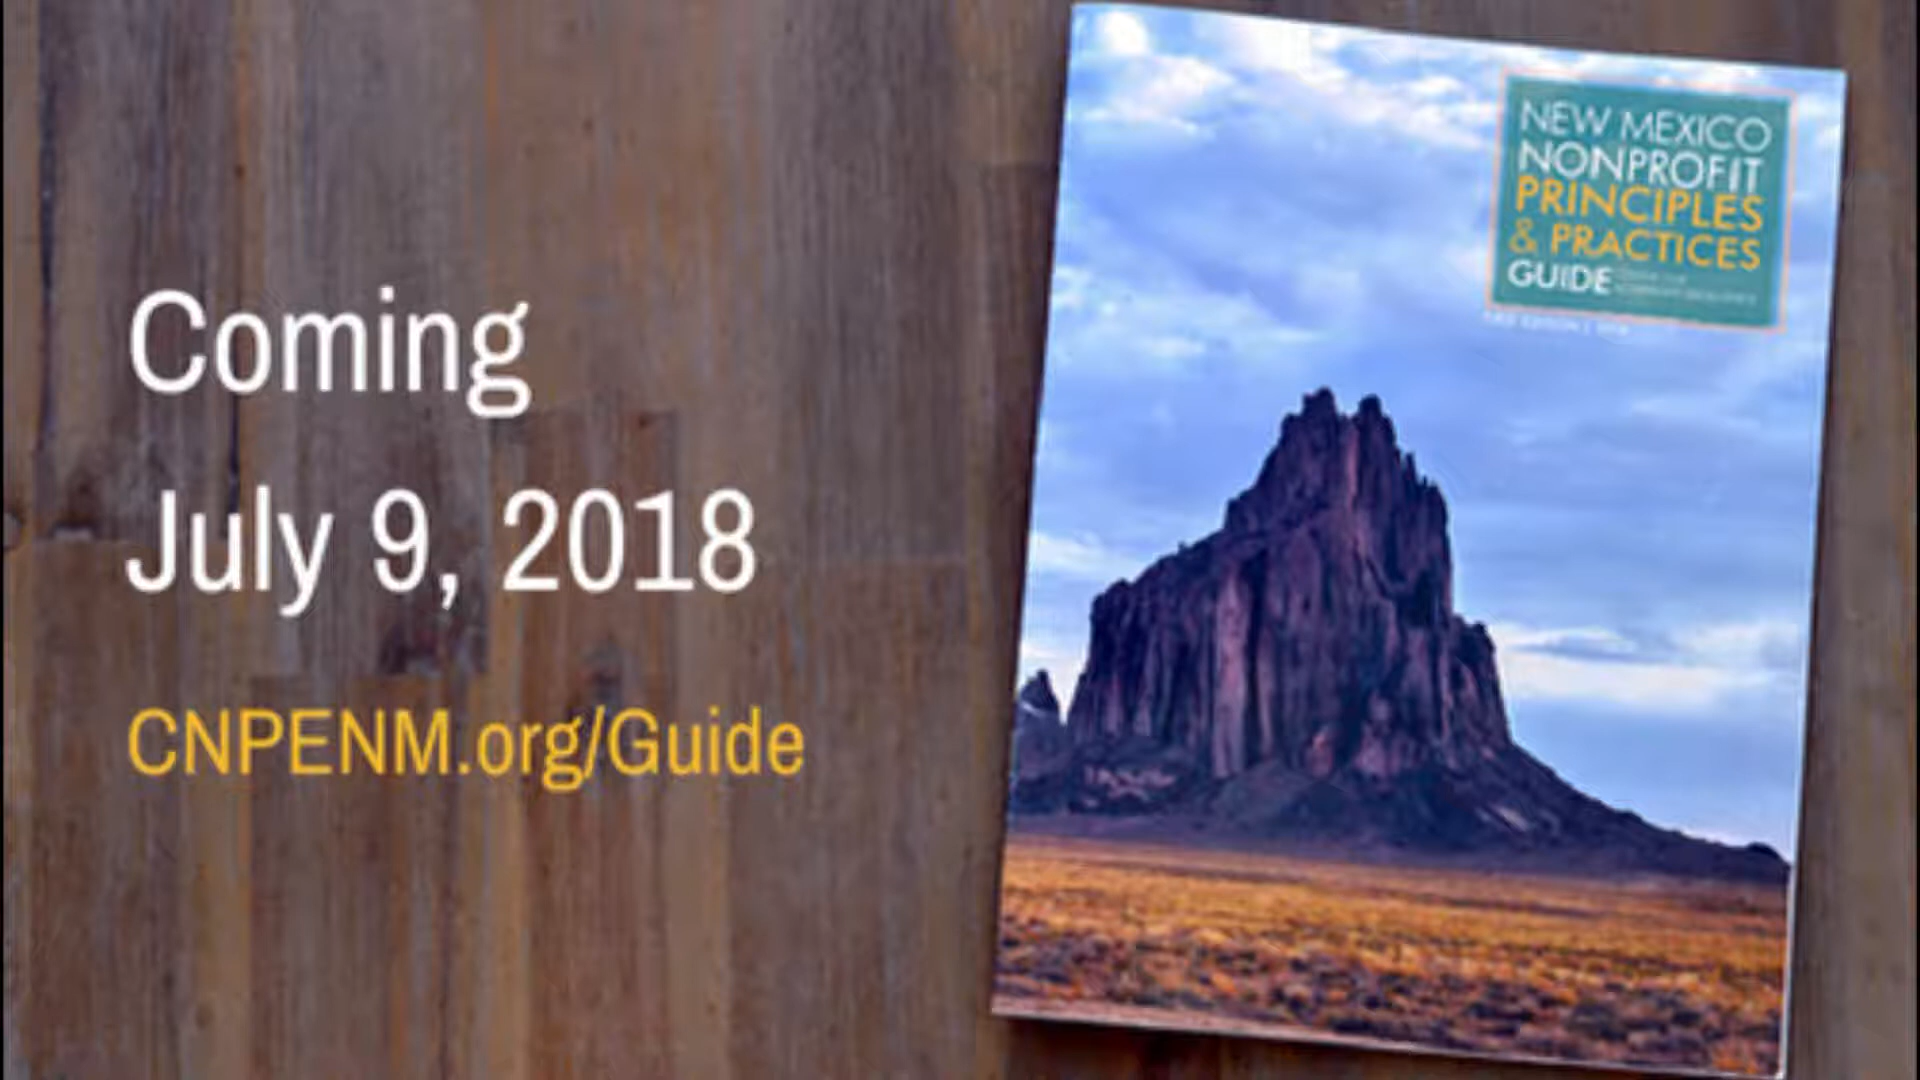 Coming
July 9, 2018
CNPENM.org/Guide
NEW MEXICO
NONPROFIT
PRINCIPLES
& PRACTICES
GUIDE